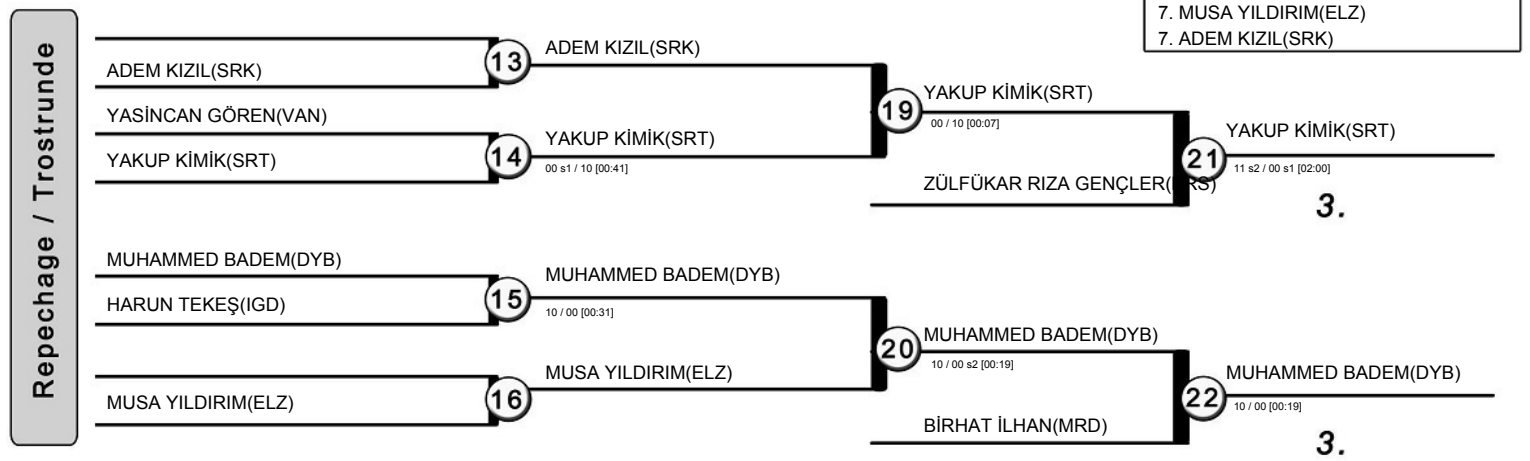 7. MUSA YILDIRIM(ELZ)
7. ADEM KIZIL(SRK)
Repechage / Trostrunde
ADEM KIZIL(SRK)
13
ADEM KIZIL(SRK)
YASİNCAN GÖREN(VAN)
YAKUP KİMİK(SRT)
14
YAKUP KİMİK(SRT)
00 s1 / 10 [00:41]
19
YAKUP KİMİK(SRT)
00 / 10 [00:07]
ZÜLFÜKAR RIZA GENÇLER(
RS)
21
YAKUP KİMİK(SRT)
11 s2 / 00 s1 [02:00]
3.
MUHAMMED BADEM(DYB)
HARUN TEKEŞ(IGD)
15
MUHAMMED BADEM(DYB)
10 / 00 [00:31]
MUSA YILDIRIM(ELZ)
16
MUSA YILDIRIM(ELZ)
20
MUHAMMED BADEM(DYB)
10 / 00 s2 [00:19]
BİRHAT İLHAN(MRD)
22
MUHAMMED BADEM(DYB)
10 / 00 [00:19]
3.